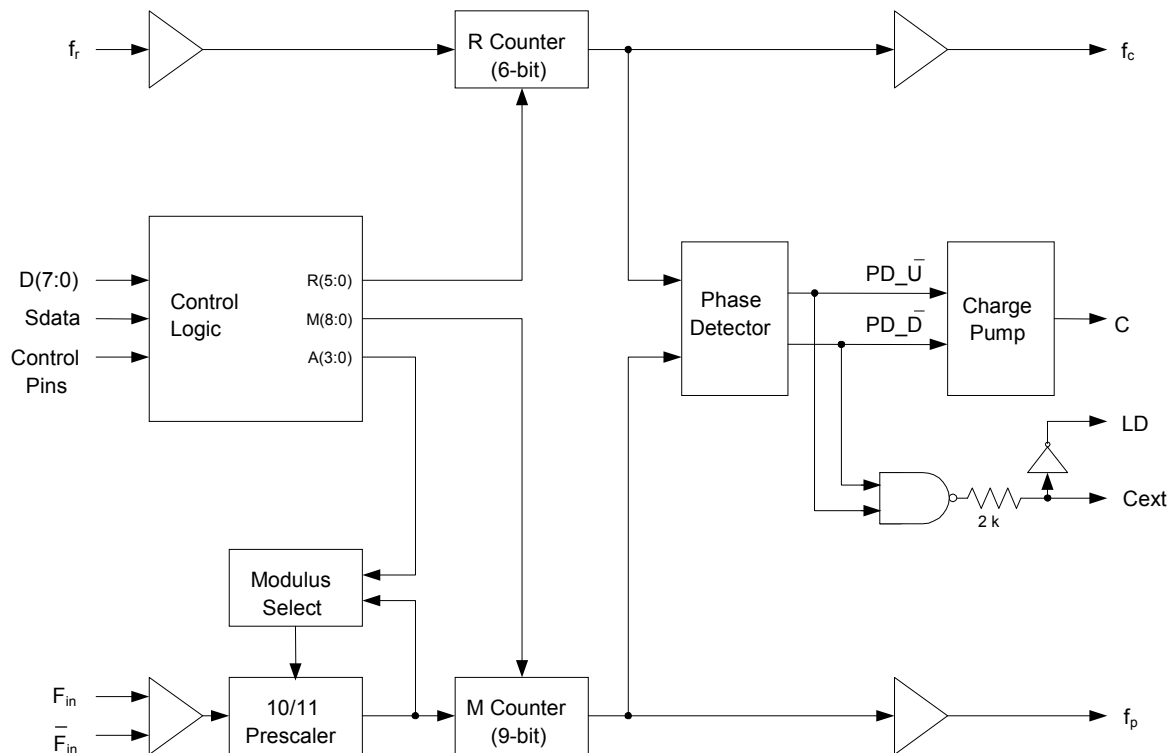 f_r
R Counter
(6-bit)
f_c
D(7:0)
Sdata
Control
Pins
Control
Logic
R(5:0)
M(8:0)
A(3:0)
Phase
Detector
PD_U̅
PD_D̅
Charge
Pump
C
LD
Cext
2 k
Modulus
Select
F_in
F̅_in
10/11
Prescaler
M Counter
(9-bit)
f_p